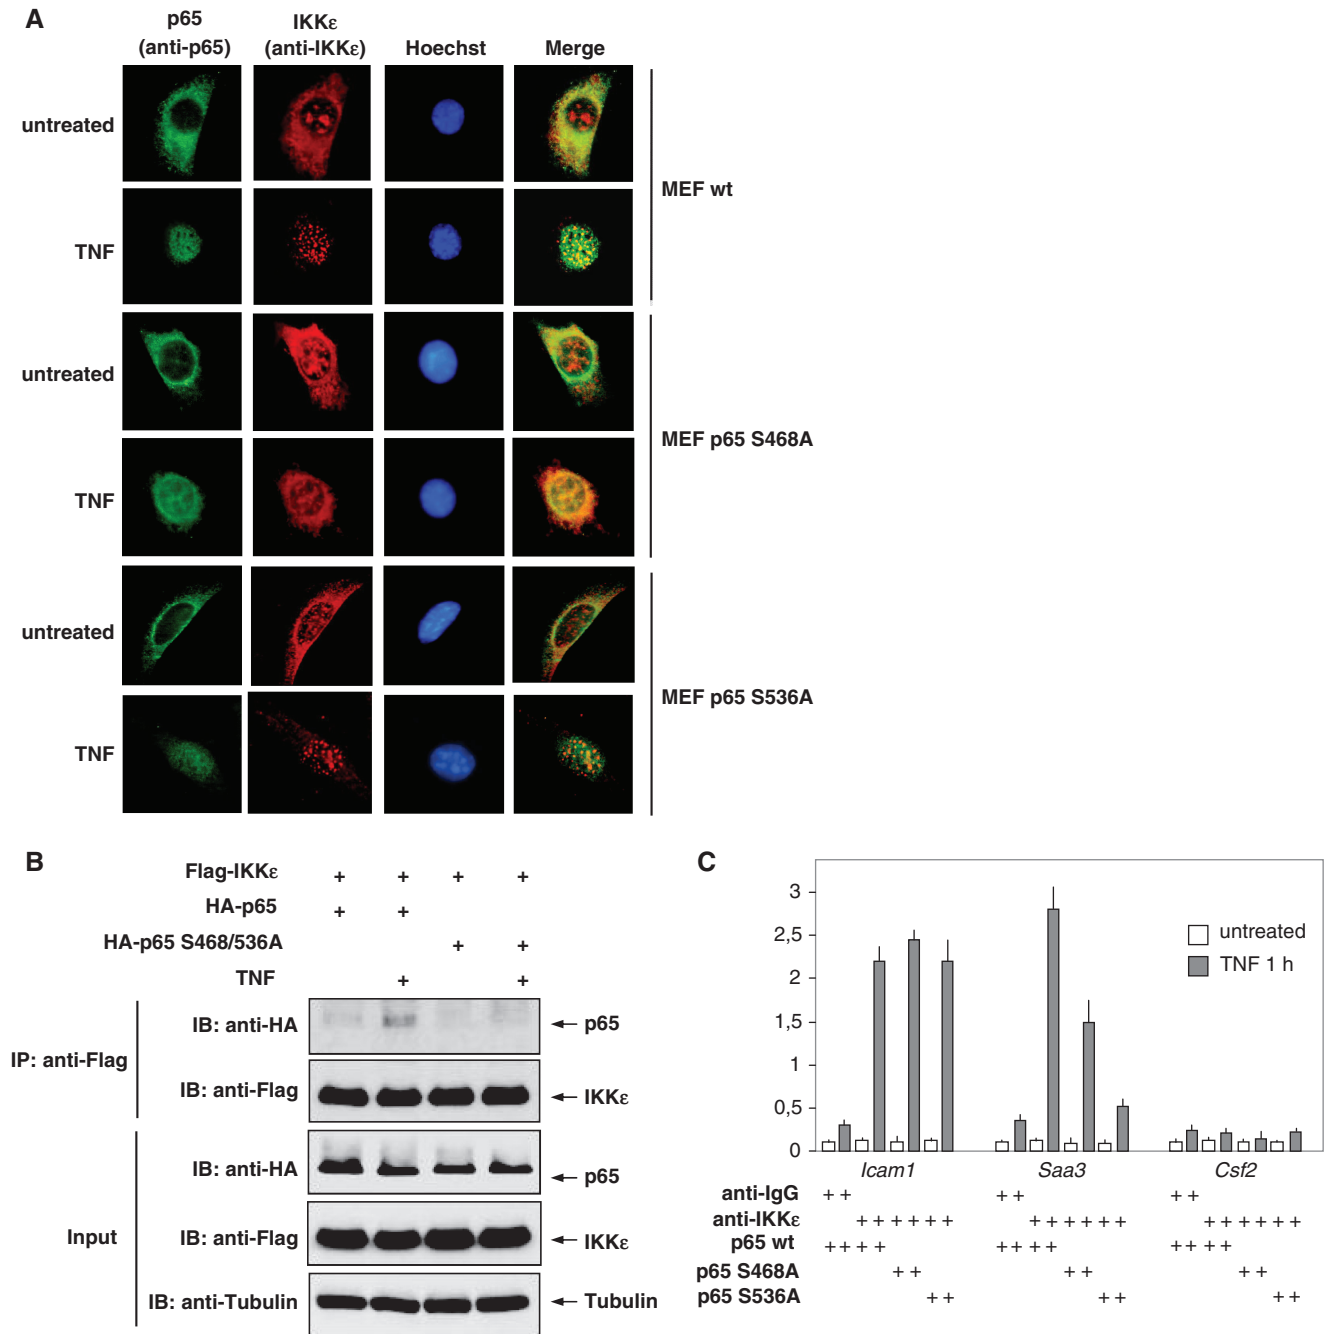 A
p65 (anti-p65)
IKKε (anti-IKKε)
Hoechst
Merge
untreated
TNF
MEF wt
untreated
TNF
MEF p65 S468A
untreated
TNF
MEF p65 S536A
B
Flag-IKKε + + + +
HA-p65 + +
HA-p65 S468/536A + +
TNF + +
IP: anti-Flag
IB: anti-HA ← p65
IB: anti-Flag ← IKKε
Input
IB: anti-HA ← p65
IB: anti-Flag ← IKKε
IB: anti-Tubulin ← Tubulin
C
3
2,5
2
1,5
1
0,5
0
untreated
TNF 1 h
Icam1 Saa3 Csf2
anti-IgG ++ ++ ++
anti-IKKε ++++++ ++++++ ++++++
p65 wt ++++ ++++ ++++
p65 S468A ++ ++ ++
p65 S536A ++ ++ ++